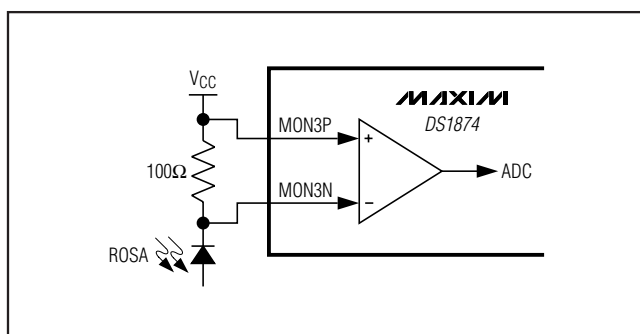 VCC
MAXIM
DS1874
MON3P
+
100Ω
ADC
MON3N
−
ROSA